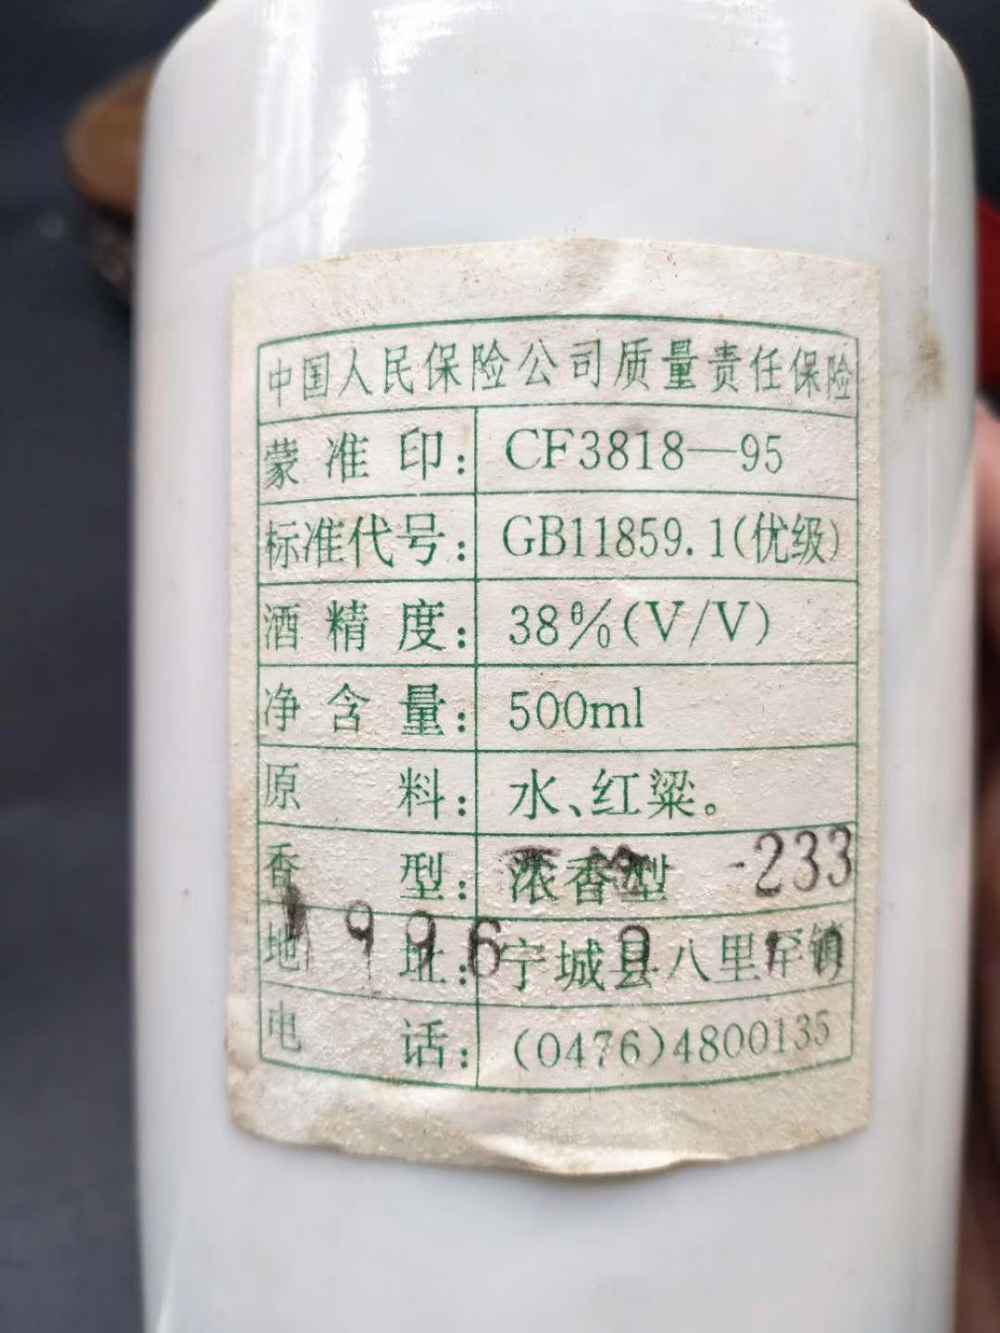 中国人民保险公司质量责任保险
蒙准印: CF3818—95
标准代号: GB11859.1(优级)
酒精度: 38%(V/V)
净含量: 500ml
原料: 水、红粱。
香型: 浓香型 -233
地址: 宁城县八里罕镇
1996 9
电话: (0476)4800135